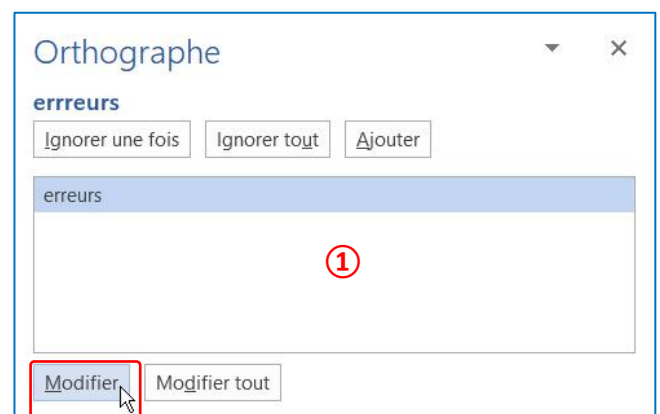 Orthographe
errreurs
Ignorer une fois Ignorer tout Ajouter
erreurs
①
Modifier Modifier tout